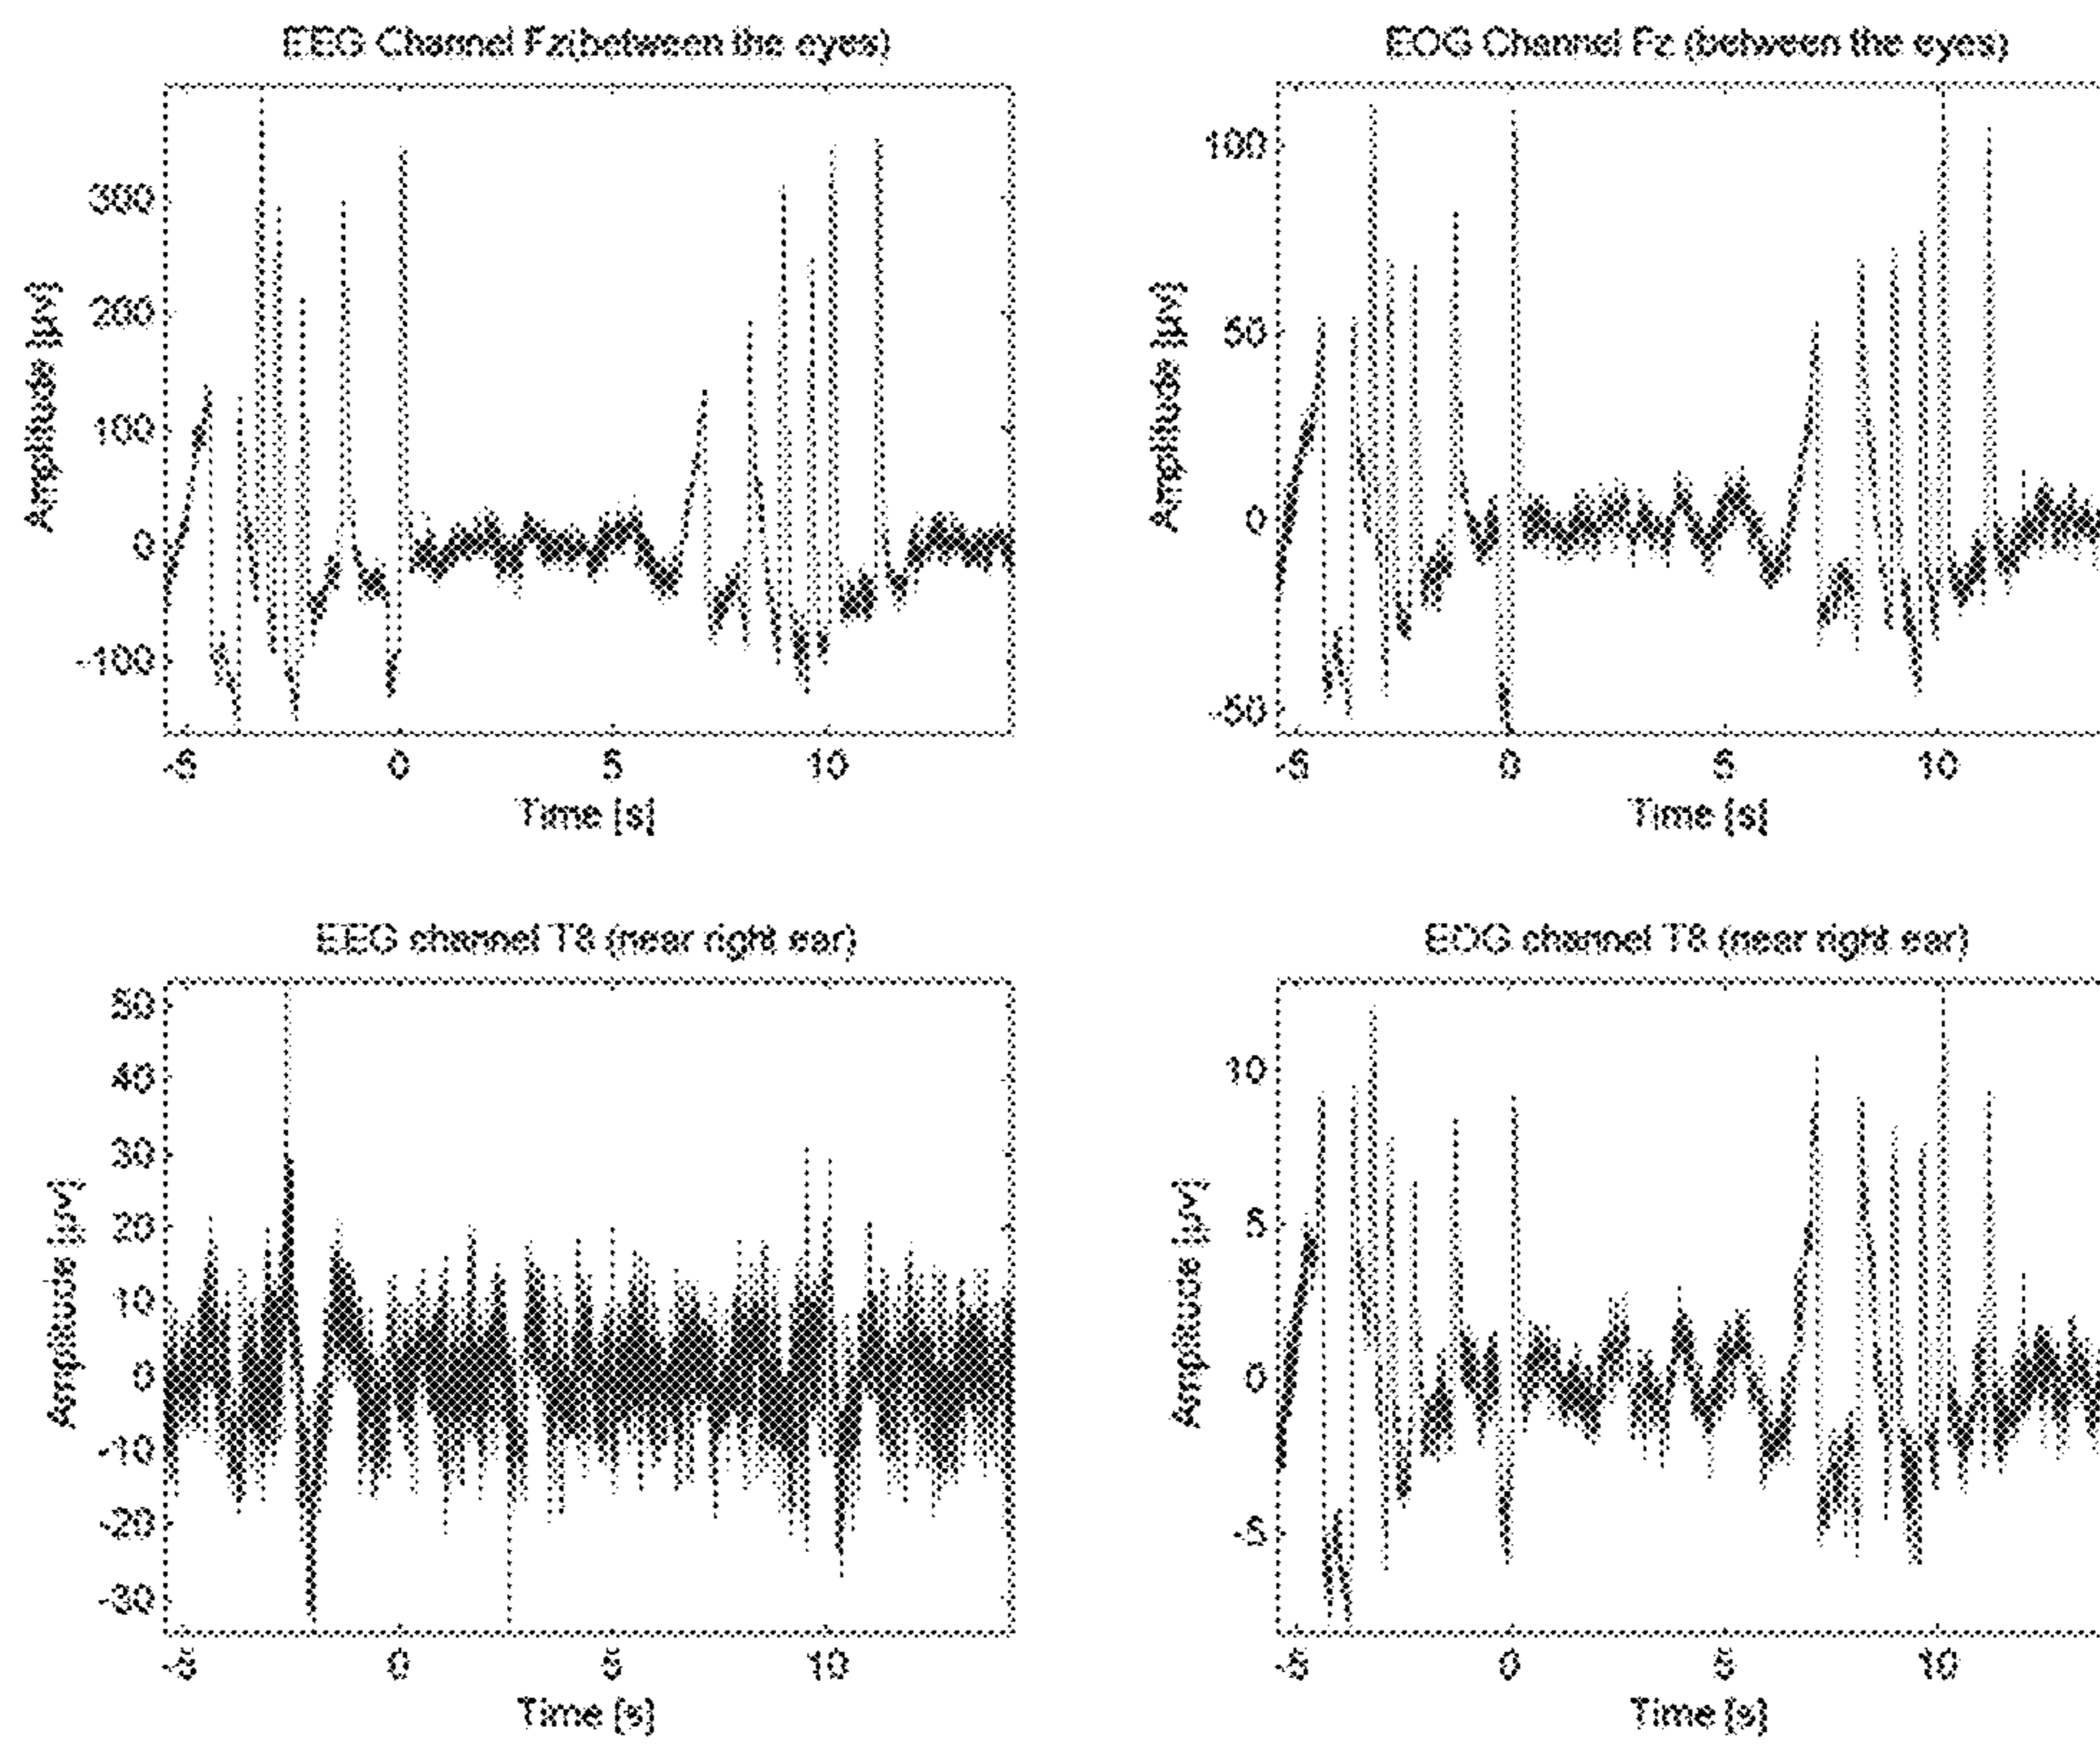 EEG Channel Fz(between the eyes)
300
200
100
0
-100
Amplitude [µv]
-5 0 5 10
Time [s]
EOG Channel Fz (between the eyes)
100
50
0
-50
Amplitude [µv]
-5 0 5 10
Time [s]
EEG channel T8 (near right ear)
50
40
30
20
10
0
-10
-20
-30
Amplitude [µv]
-5 0 5 10
Time [s]
EOG channel T8 (near right ear)
10
5
0
-5
Amplitude [µv]
-5 0 5 10
Time [s]